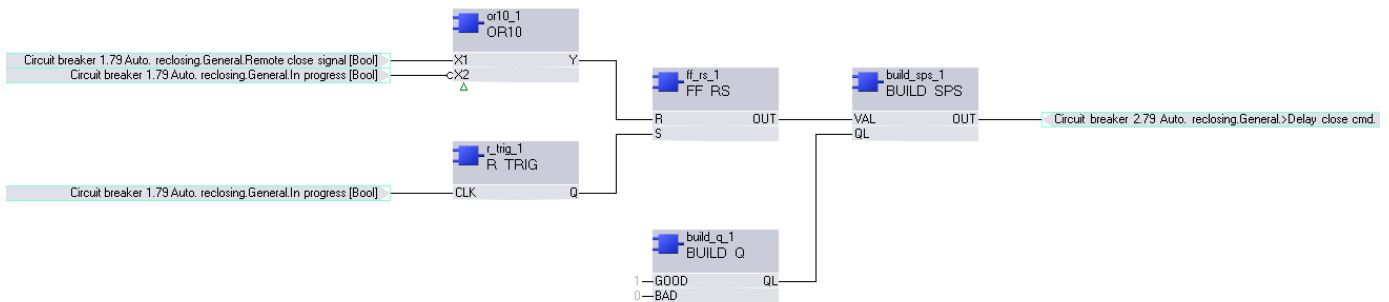 or10_1
OR10
Circuit breaker 1.79 Auto. reclosing.General.Remote close signal [Bool]
X1
Y
Circuit breaker 1.79 Auto. reclosing.General.In progress [Bool]
X2
ff_rs_1
FF RS
R
OUT
S
build_sps_1
BUILD SPS
VAL
OUT
QL
Circuit breaker 2.79 Auto. reclosing.General.>Delay close cmd.
r_trig_1
R TRIG
Circuit breaker 1.79 Auto. reclosing.General.In progress [Bool]
CLK
Q
build_q_1
BUILD Q
1
GOOD
QL
0
BAD